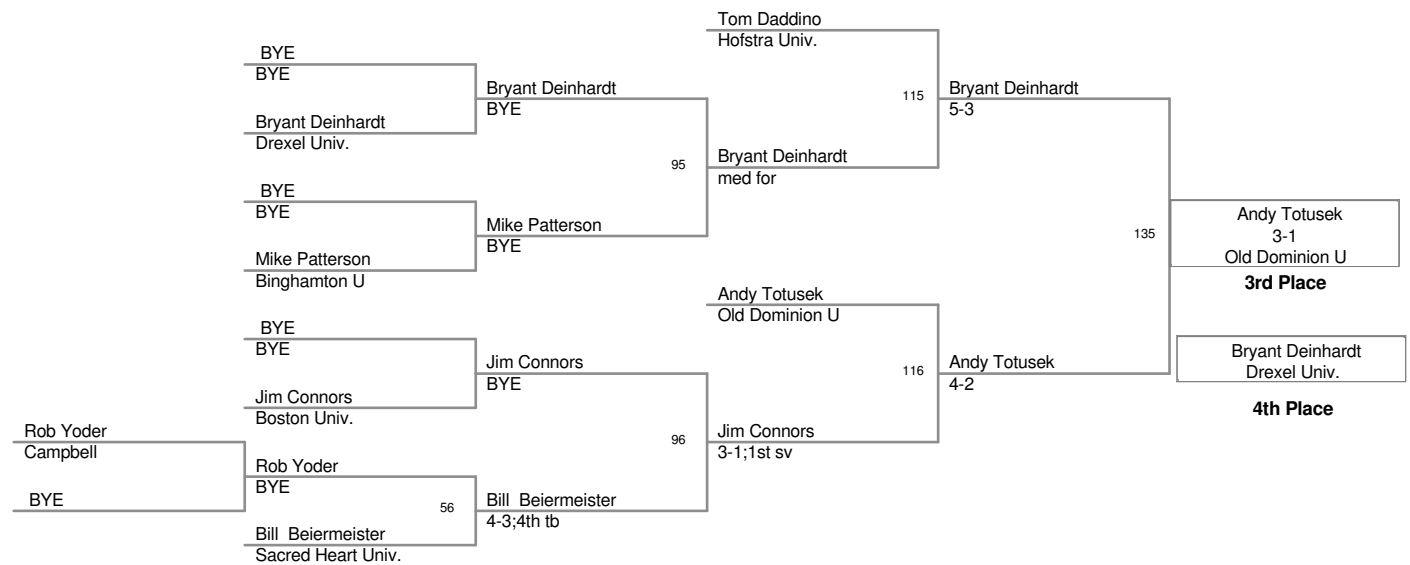 Tom Daddino
Hofstra Univ.
BYE
BYE
Bryant Deinhardt
BYE
115
Bryant Deinhardt
5-3
Bryant Deinhardt
Drexel Univ.
95
Bryant Deinhardt
med for
BYE
BYE
Mike Patterson
BYE
135
Andy Totusek
3-1
Old Dominion U
3rd Place
Mike Patterson
Binghamton U
Andy Totusek
Old Dominion U
BYE
BYE
Jim Connors
BYE
116
Andy Totusek
4-2
Bryant Deinhardt
Drexel Univ.
4th Place
Jim Connors
Boston Univ.
Rob Yoder
Campbell
96
Jim Connors
3-1;1st sv
Rob Yoder
BYE
BYE
56
Bill Beiermeister
4-3;4th tb
Bill Beiermeister
Sacred Heart Univ.